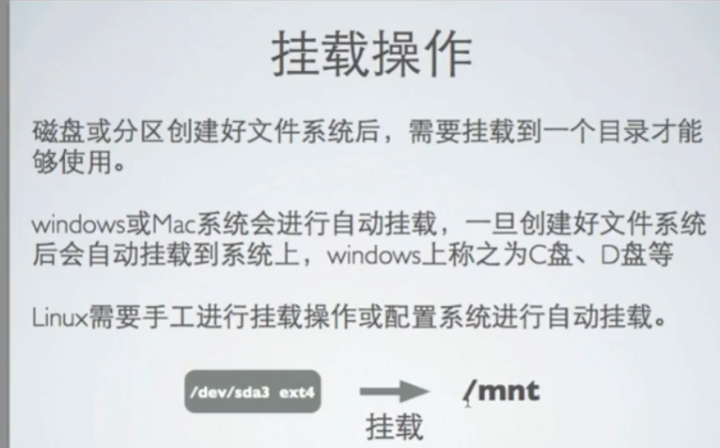 挂载操作
磁盘或分区创建好文件系统后，需要挂载到一个目录才能
够使用。
windows或Mac系统会进行自动挂载，一旦创建好文件系统
后会自动挂载到系统上，windows上称之为C盘、D盘等
Linux需要手工进行挂载操作或配置系统进行自动挂载。
/dev/sda3 ext4
/mnt
挂载